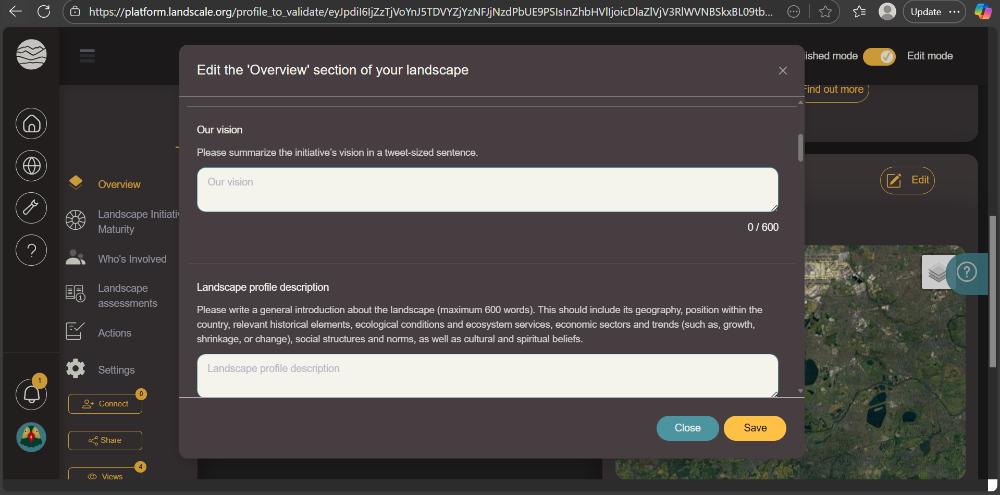 https://platform.landscale.org/profile_to_validate/eyJpdiI6IjZzTjVoYnJ5TDVYZjYzNFJjNzdPbUE9PSIsInZhbHVlIjoicDlaZlVjV3RlWVNBSkxBL09tb...
Update
ished mode
Edit mode
Edit the 'Overview' section of your landscape
Find out more
Our vision
Please summarize the initiative’s vision in a tweet-sized sentence.
Our vision
0 / 600
Edit
Overview
Landscape Initiativ
Maturity
Who's Involved
Landscape
assessments
Actions
Settings
Landscape profile description
Please write a general introduction about the landscape (maximum 600 words). This should include its geography, position within the
country, relevant historical elements, ecological conditions and ecosystem services, economic sectors and trends (such as, growth,
shrinkage, or change), social structures and norms, as well as cultural and spiritual beliefs.
Landscape profile description
1
0
Connect
Share
4
Views
Close
Save